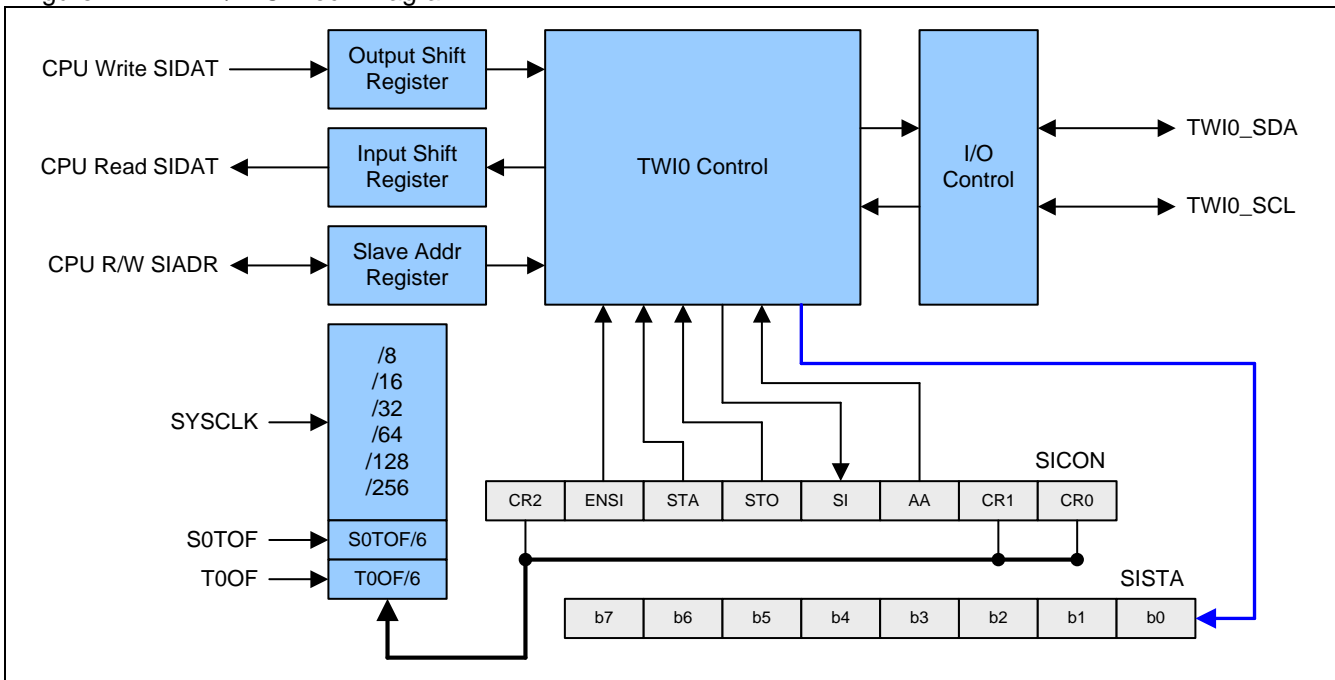 CPU Write SIDAT
Output Shift
Register
CPU Read SIDAT
Input Shift
Register
CPU R/W SIADR
Slave Addr
Register
TWI0 Control
I/O
Control
TWI0_SDA
TWI0_SCL
SYSCLK
/8
/16
/32
/64
/128
/256
S0TOF
S0TOF/6
T0OF
T0OF/6
SICON
CR2 ENSI STA STO SI AA CR1 CR0
SISTA
b7 b6 b5 b4 b3 b2 b1 b0